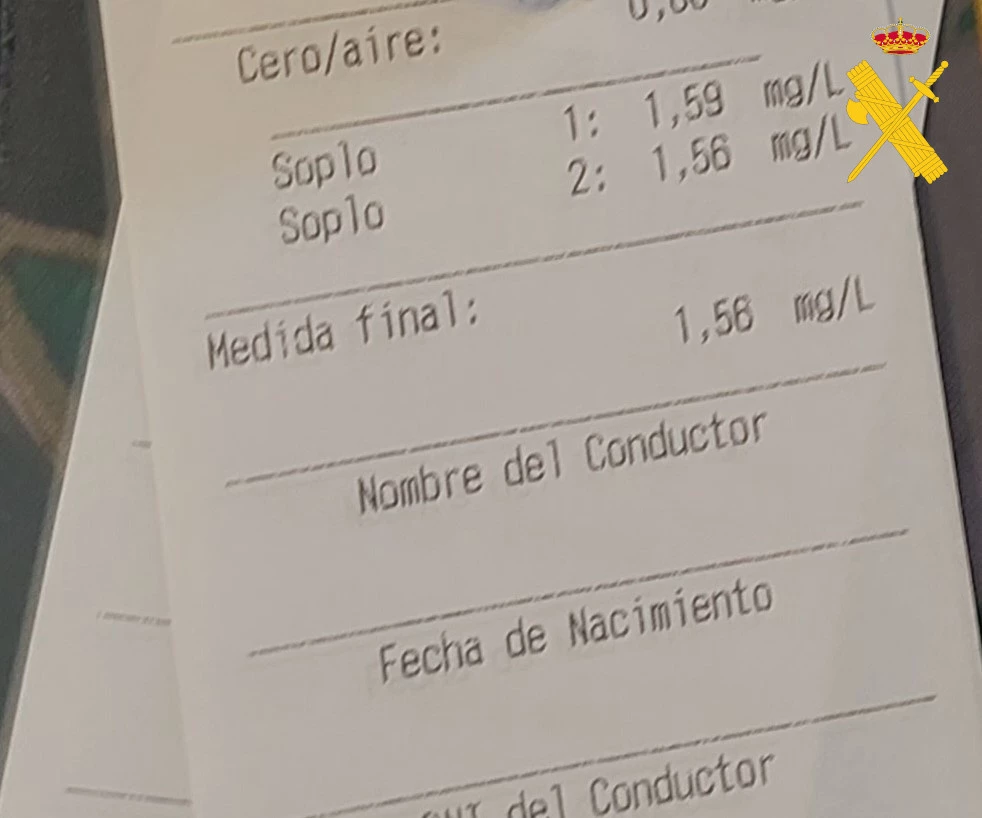 Cero/aire:
Soplo 1: 1,59 mg/L
Soplo 2: 1,56 mg/L
Medida final: 1,56 mg/L
Nombre del Conductor
Fecha de Nacimiento
del Conductor